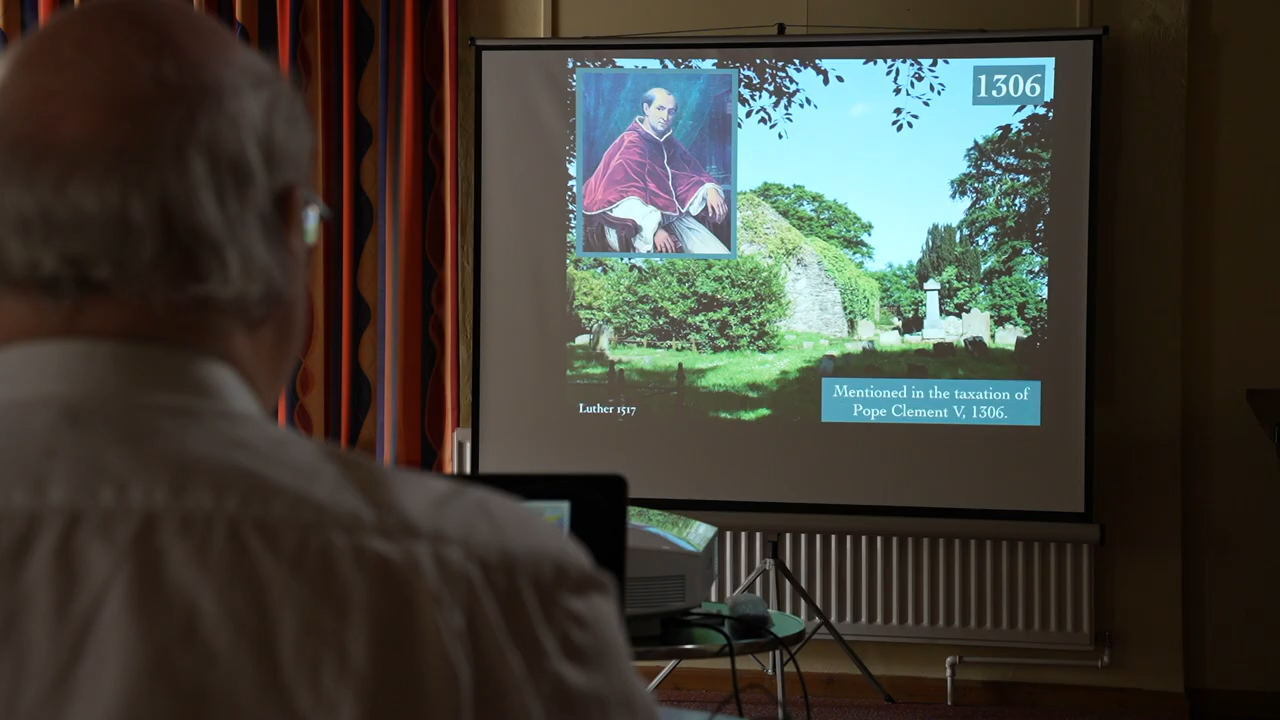 1306
Mentioned in the taxation of
Pope Clement V, 1306.
Luther 1517